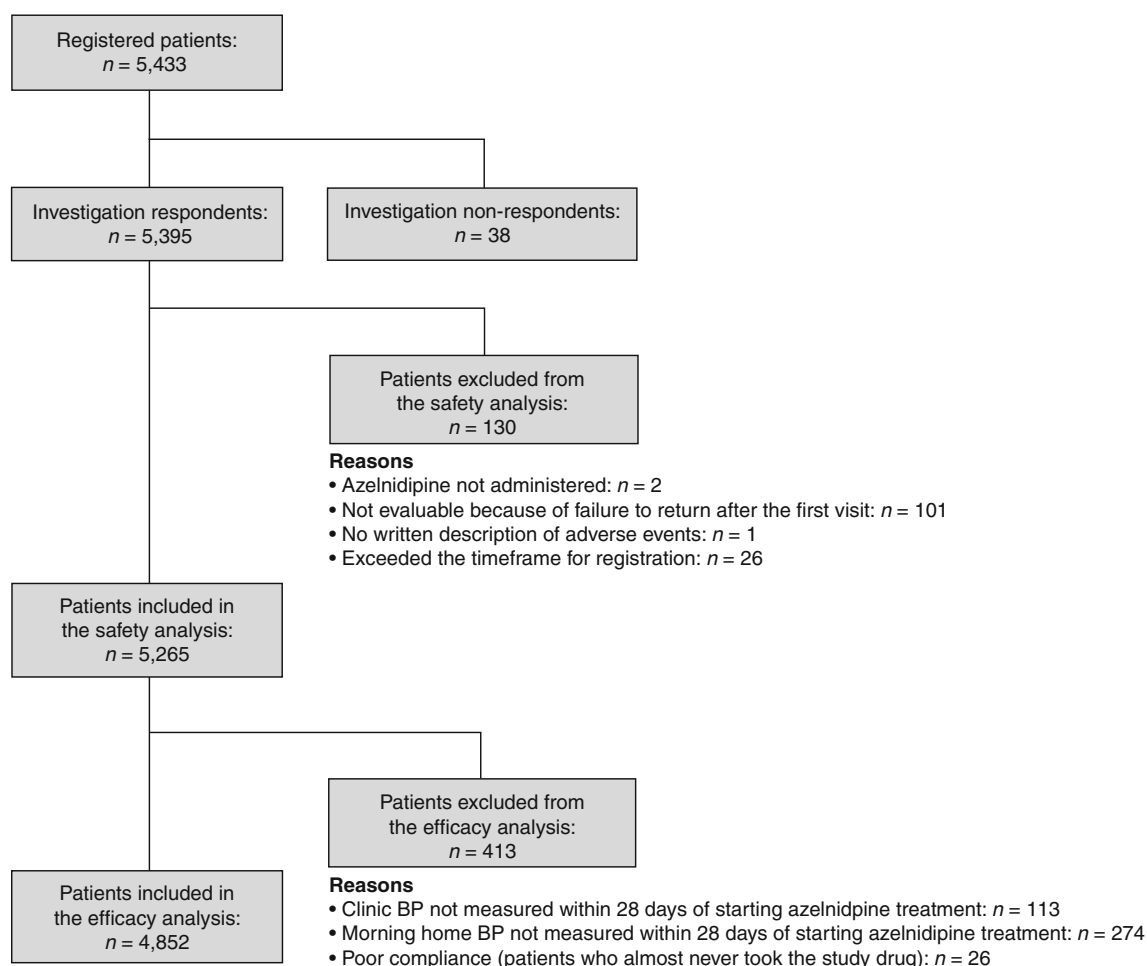 Registered patients:
n = 5,433
Investigation respondents:
n = 5,395
Investigation non-respondents:
n = 38
Patients excluded from
the safety analysis:
n = 130
Reasons
• Azelnidipine not administered: n = 2
• Not evaluable because of failure to return after the first visit: n = 101
• No written description of adverse events: n = 1
• Exceeded the timeframe for registration: n = 26
Patients included in
the safety analysis:
n = 5,265
Patients excluded from
the efficacy analysis:
n = 413
Reasons
• Clinic BP not measured within 28 days of starting azelnidpine treatment: n = 113
• Morning home BP not measured within 28 days of starting azelnidipine treatment: n = 274
• Poor compliance (patients who almost never took the study drug): n = 26
Patients included in
the efficacy analysis:
n = 4,852